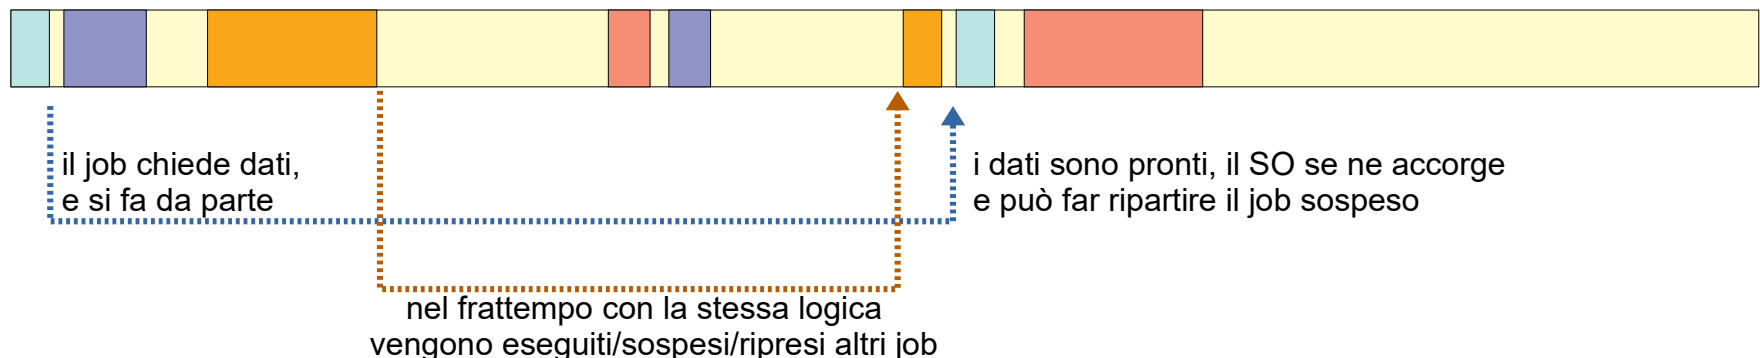 il job chiede dati,
e si fa da parte
i dati sono pronti, il SO se ne accorge
e può far ripartire il job sospeso
nel frattempo con la stessa logica
vengono eseguiti/sospesi/ripresi altri job